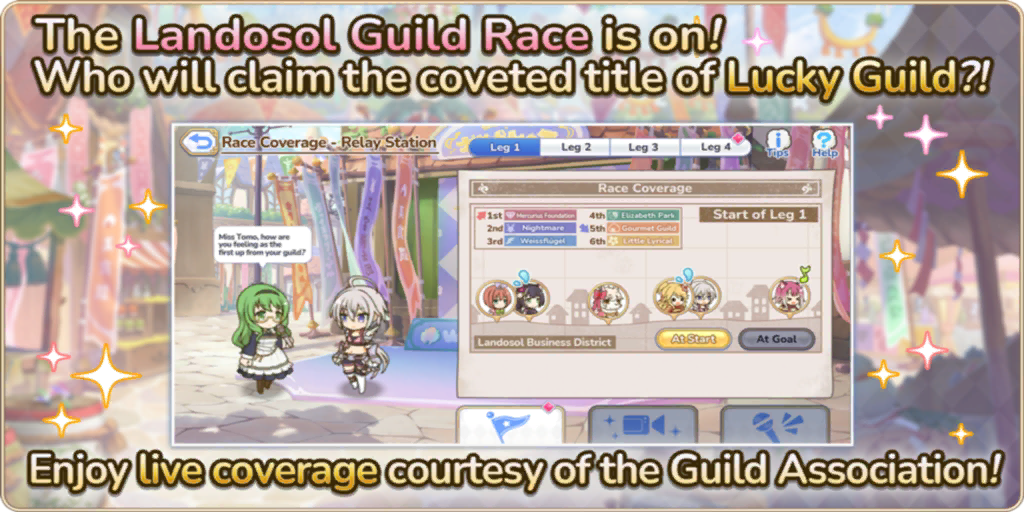 The Landosol Guild Race is on!
Who will claim the coveted title of Lucky Guild?!
Race Coverage - Relay Station
Leg 1
Leg 2
Leg 3
Leg 4
Tips
Help
Race Coverage
1st Mercurius Foundation
4th Elizabeth Park
2nd Nightmare
5th Gourmet Guild
3rd Weissflugel
6th Little Lyrical
Start of Leg 1
Miss Tomo, how are
you feeling as the
first up from your guild?
Landosol Business District
At Start
At Goal
Enjoy live coverage courtesy of the Guild Association!